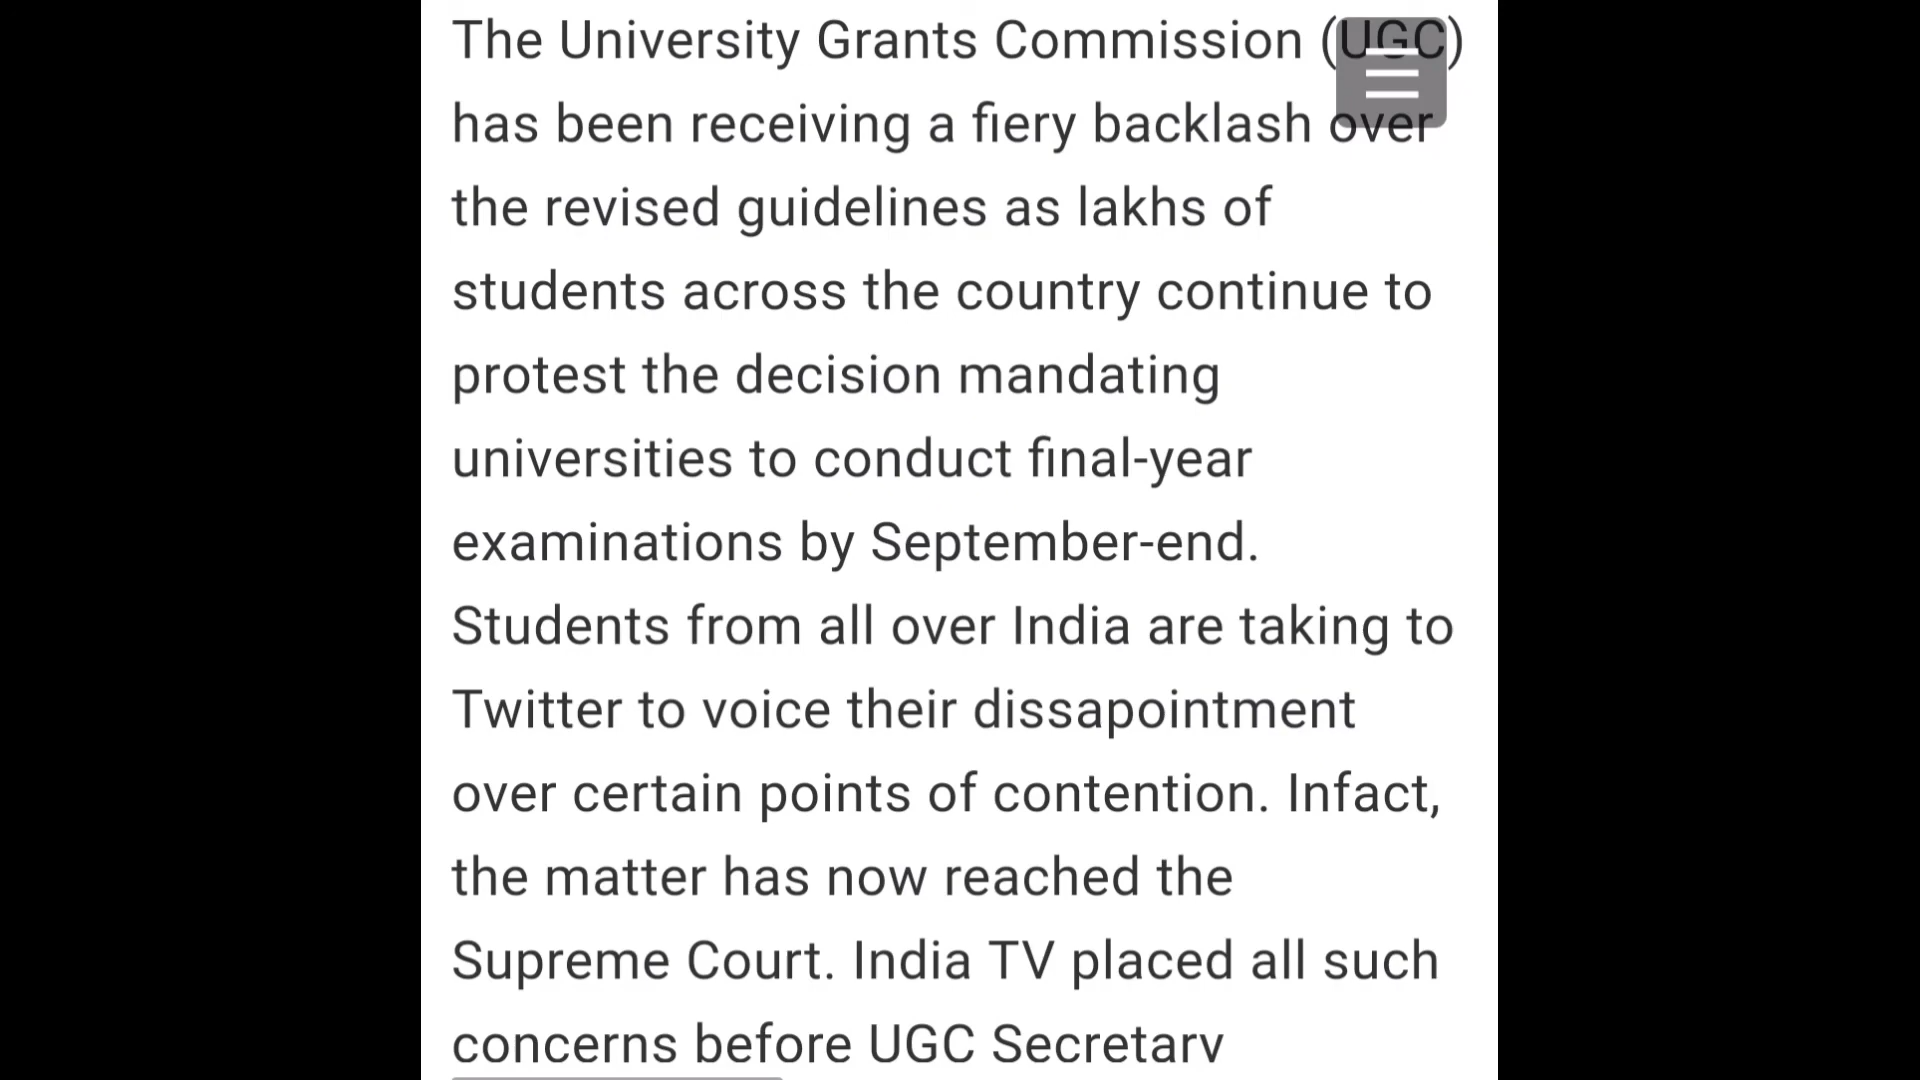 The University Grants Commission (UGC)
has been receiving a fiery backlash over
the revised guidelines as lakhs of
students across the country continue to
protest the decision mandating
universities to conduct final-year
examinations by September-end.
Students from all over India are taking to
Twitter to voice their dissapointment
over certain points of contention. Infact,
the matter has now reached the
Supreme Court. India TV placed all such
concerns before UGC Secretary